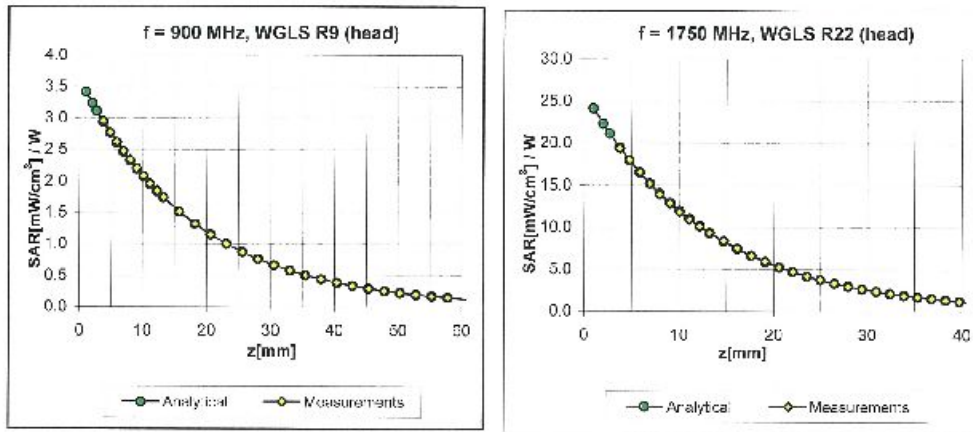 f = 900 MHz, WGLS R9 (head)
SAR[mW/cm³] / W
4.0
3.5
3.0
2.5
2.0
1.5
1.0
0.5
0.0
0 10 20 30 40 50 60
z[mm]
Analytical Measurements
f = 1750 MHz, WGLS R22 (head)
SAR[mW/cm³] / W
30.0
25.0
20.0
15.0
10.0
5.0
0.0
0 10 20 30 40
z[mm]
Analytical Measurements